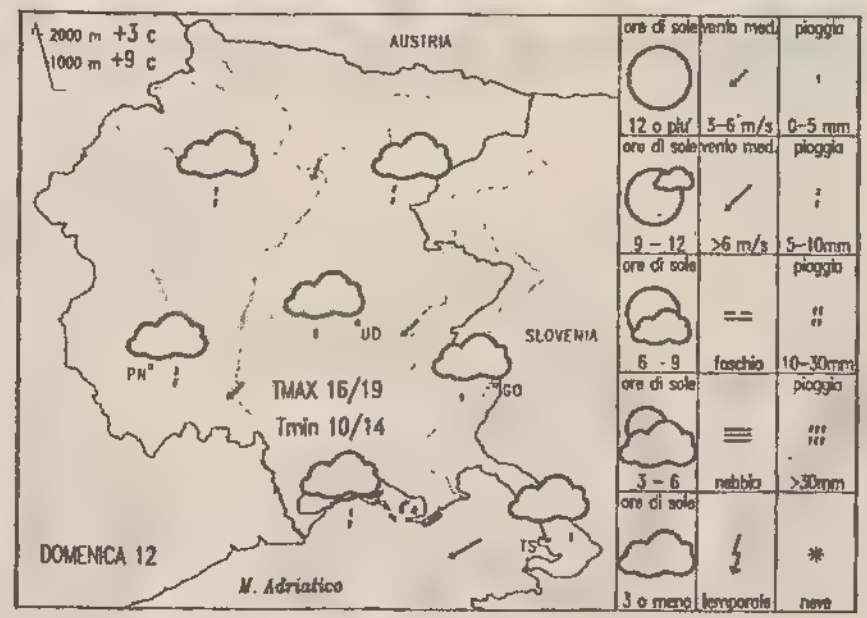 2000 m +3 c
1000 m +9 c
AUSTRIA
SLOVENIA
UD
PN
GO
TMAX 16/19
Tmin 10/14
TS
DOMENICA 12
M. Adriatico
ore di sole vento med. pioggia
12 o piu' 3-6 m/s 0-5 mm
ore di sole vento med. pioggia
9 - 12 >6 m/s 5-10mm
ore di sole pioggia
6 - 9 foschia 10-30mm
ore di sole pioggia
3 - 6 nebbia >30mm
ore di sole
3 o meno temporale neve